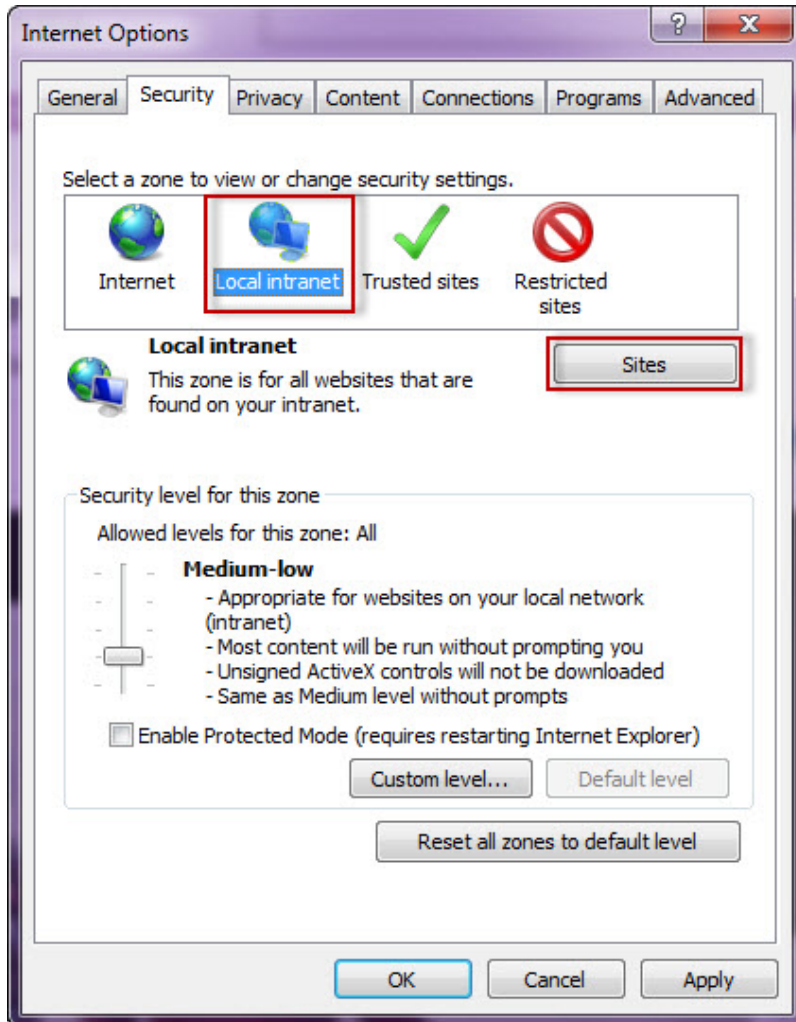 Internet Options
General Security Privacy Content Connections Programs Advanced
Select a zone to view or change security settings.
Internet Local intranet Trusted sites Restricted
sites
Local intranet
Sites
This zone is for all websites that are
found on your intranet.
Security level for this zone
Allowed levels for this zone: All
Medium-low
- Appropriate for websites on your local network
(intranet)
- Most content will be run without prompting you
- Unsigned ActiveX controls will not be downloaded
- Same as Medium level without prompts
Enable Protected Mode (requires restarting Internet Explorer)
Custom level... Default level
Reset all zones to default level
OK Cancel Apply